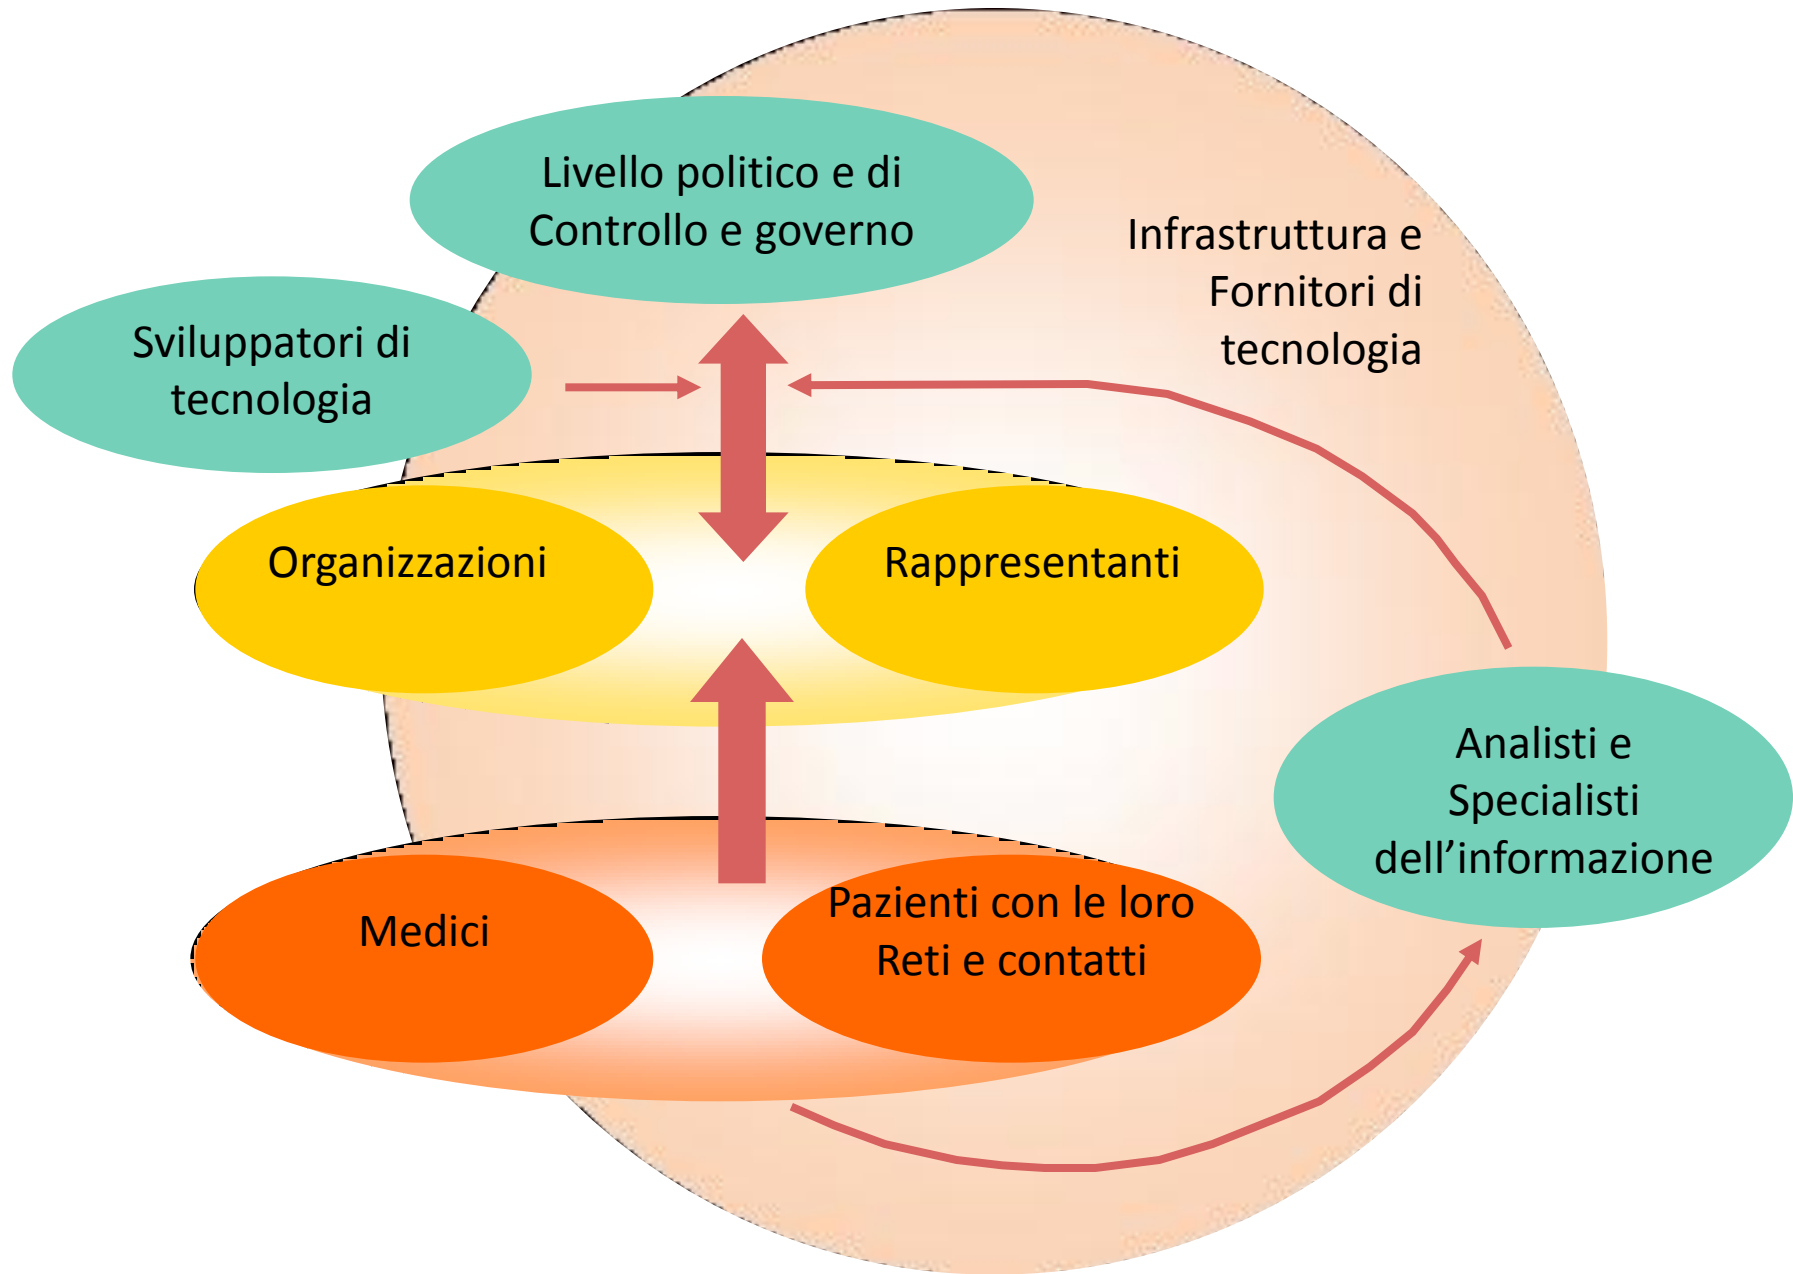 Livello politico e di
Controllo e governo
Infrastruttura e
Fornitori di
tecnologia
Sviluppatori di
tecnologia
Organizzazioni
Rappresentanti
Analisti e
Specialisti
dell’informazione
Medici
Pazienti con le loro
Reti e contatti